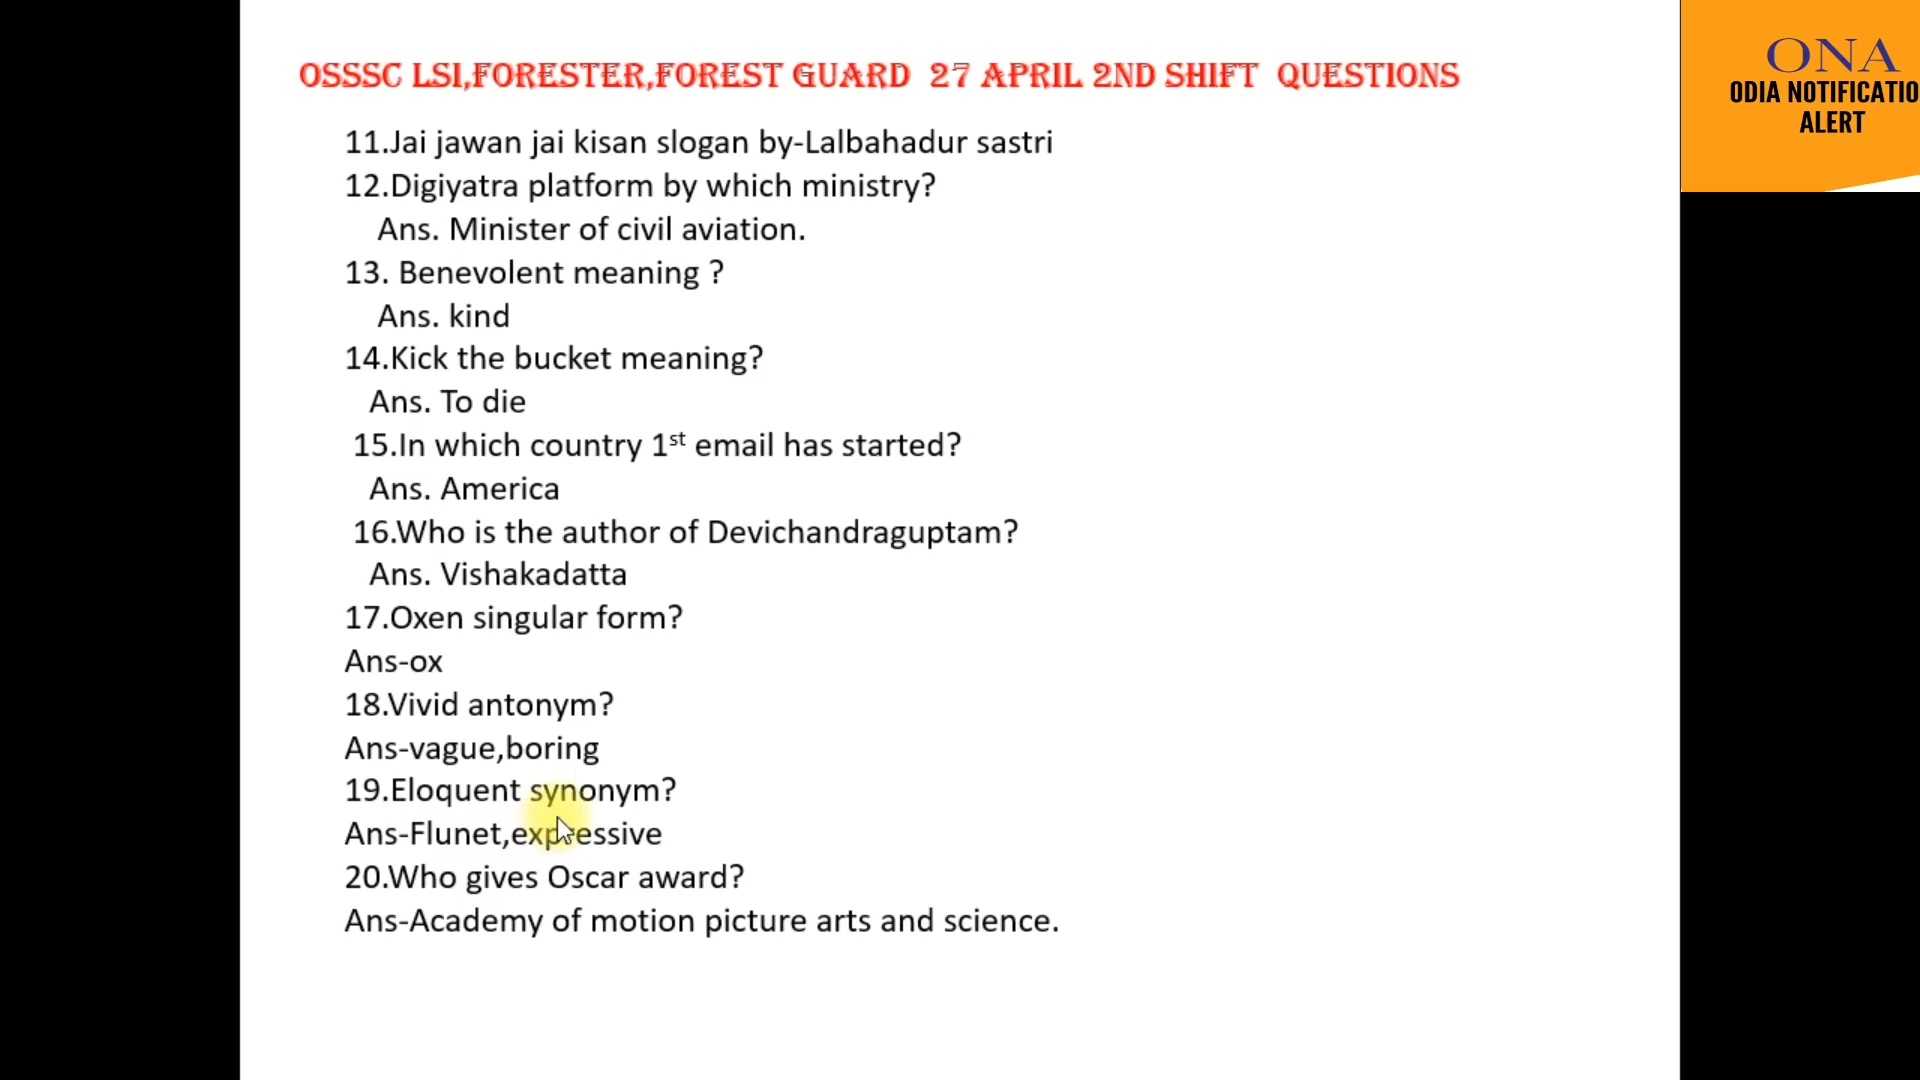 OSSSC LSI,FORESTER,FOREST GUARD 27 APRIL 2ND SHIFT QUESTIONS
ONA
ODIA NOTIFICATIO
ALERT
11.Jai jawan jai kisan slogan by-Lalbahadur sastri
12.Digiyatra platform by which ministry?
Ans. Minister of civil aviation.
13. Benevolent meaning ?
Ans. kind
14.Kick the bucket meaning?
Ans. To die
15.In which country 1st email has started?
Ans. America
16.Who is the author of Devichandraguptam?
Ans. Vishakadatta
17.Oxen singular form?
Ans-ox
18.Vivid antonym?
Ans-vague,boring
19.Eloquent synonym?
Ans-Flunet,expressive
20.Who gives Oscar award?
Ans-Academy of motion picture arts and science.